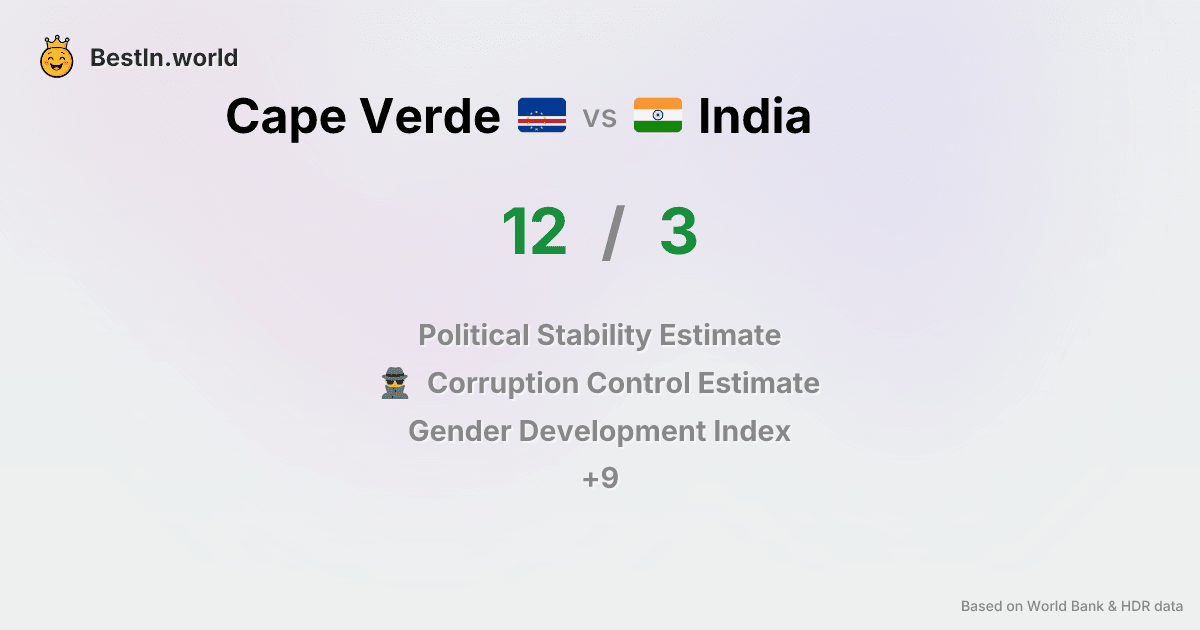 BestIn.world
Cape Verde vs India
12 / 3
Political Stability Estimate
Corruption Control Estimate
Gender Development Index
+9
Based on World Bank & HDR data